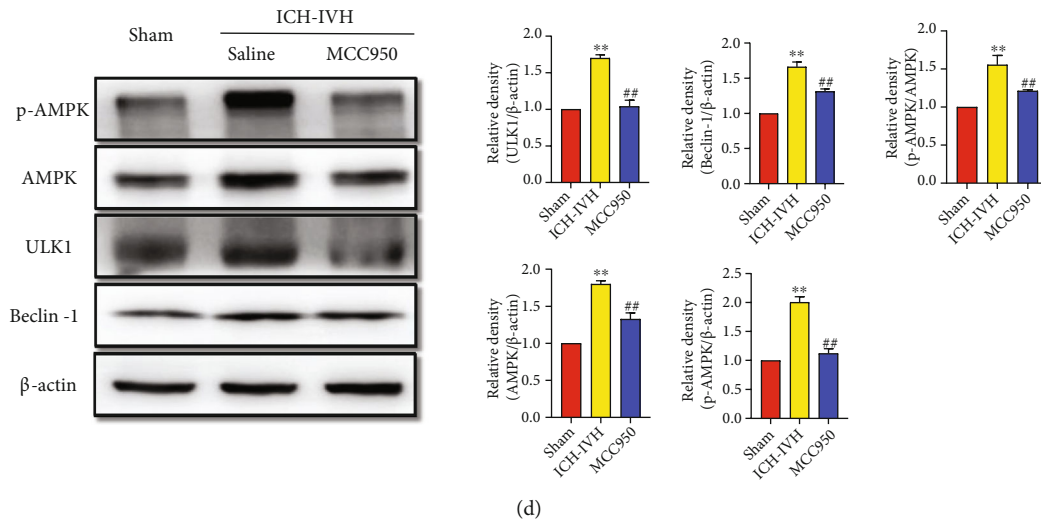 ICH-IVH
Sham
Saline
MCC950
p-AMPK
AMPK
ULK1
Beclin -1
β-actin
Relative density
(ULK1/β-actin)
2.0
1.5
1.0
0.5
0.0
**
##
Sham
ICH-IVH
MCC950
Relative density
(Beclin-1/β-actin)
2.0
1.5
1.0
0.5
0.0
**
##
Sham
ICH-IVH
MCC950
Relative density
(p-AMPK/AMPK)
2.0
1.5
1.0
0.5
0.0
**
##
Sham
ICH-IVH
MCC950
Relative density
(AMPK/β-actin)
2.0
1.5
1.0
0.5
0.0
**
##
Sham
ICH-IVH
MCC950
Relative density
(p-AMPK/β-actin)
2.5
2.0
1.5
1.0
0.5
0.0
**
##
Sham
ICH-IVH
MCC950
(d)